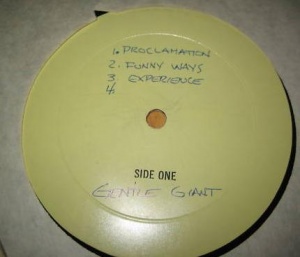 1. PROCLAMATION
2. FUNNY WAYS
3 EXPERIENCE
4
SIDE ONE
GENTLE GIANT